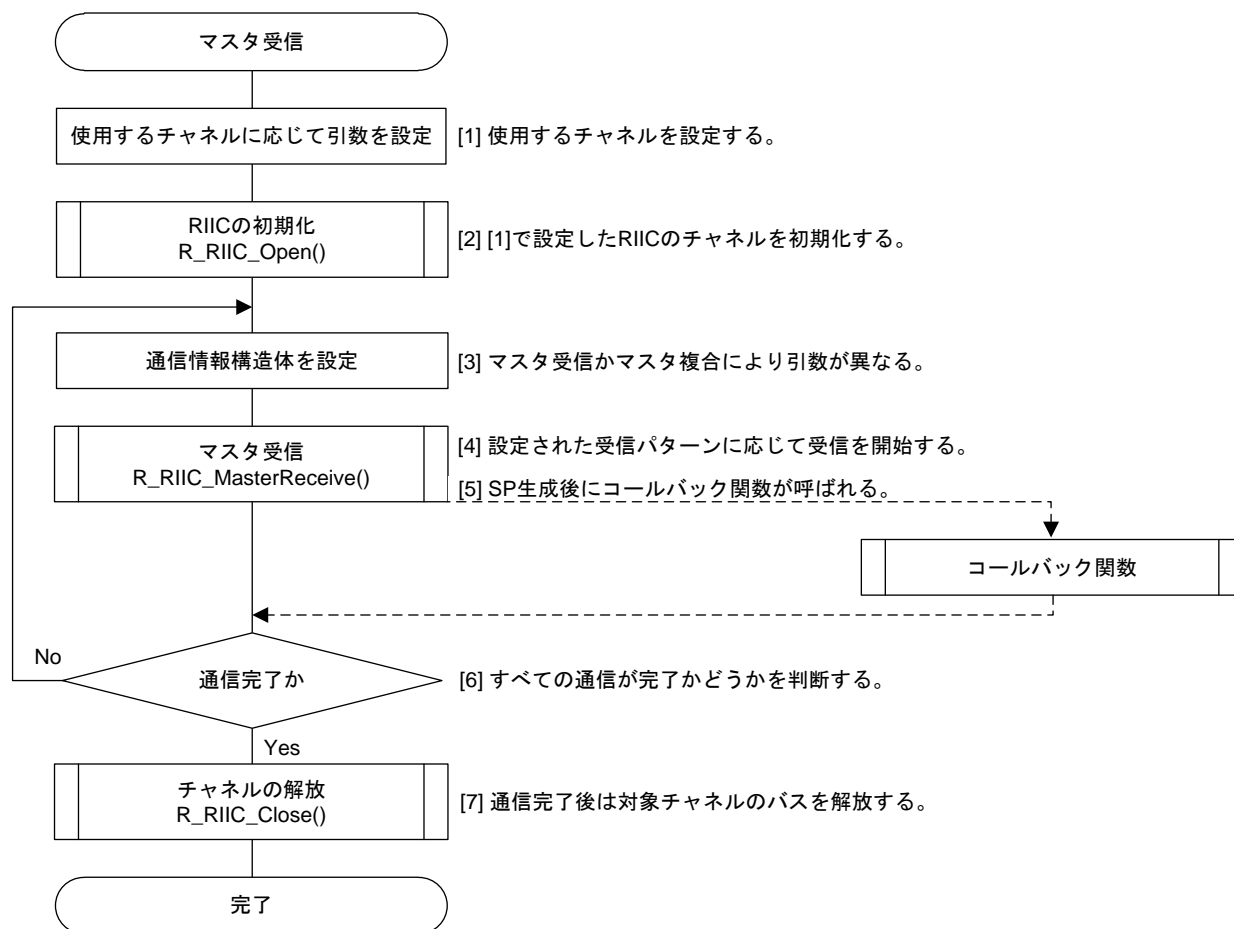 マスタ受信
使用するチャネルに応じて引数を設定
[1] 使用するチャネルを設定する。
RIICの初期化
R_RIIC_Open()
[2] [1]で設定したRIICのチャネルを初期化する。
通信情報構造体を設定
[3] マスタ受信かマスタ複合により引数が異なる。
マスタ受信
R_RIIC_MasterReceive()
[4] 設定された受信パターンに応じて受信を開始する。
[5] SP生成後にコールバック関数が呼ばれる。
コールバック関数
No
通信完了か
[6] すべての通信が完了かどうかを判断する。
Yes
チャネルの解放
R_RIIC_Close()
[7] 通信完了後は対象チャネルのバスを解放する。
完了